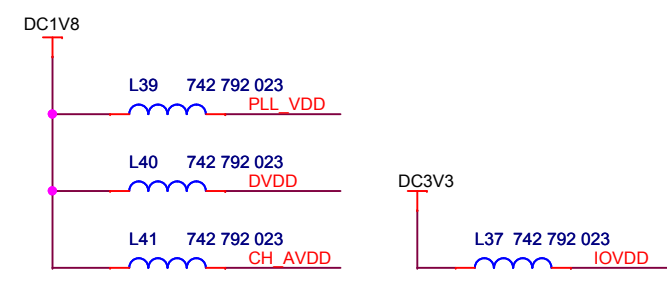 DC1V8
L39 742 792 023
PLL_VDD
L40 742 792 023
DVDD
L41 742 792 023
CH_AVDD
DC3V3
L37 742 792 023
IOVDD